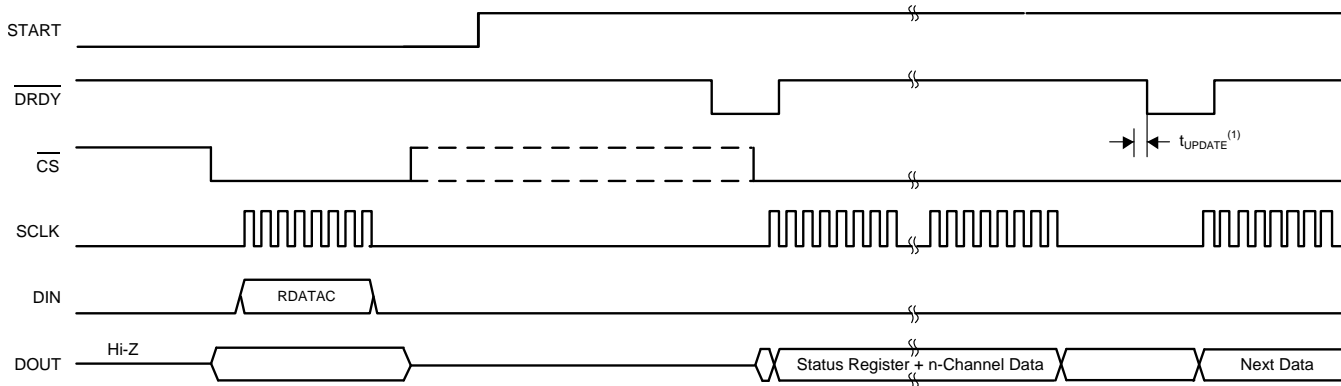 START
DRDY
tUPDATE(1)
CS
SCLK
DIN
RDATAC
Hi-Z
DOUT
Status Register + n-Channel Data
Next Data